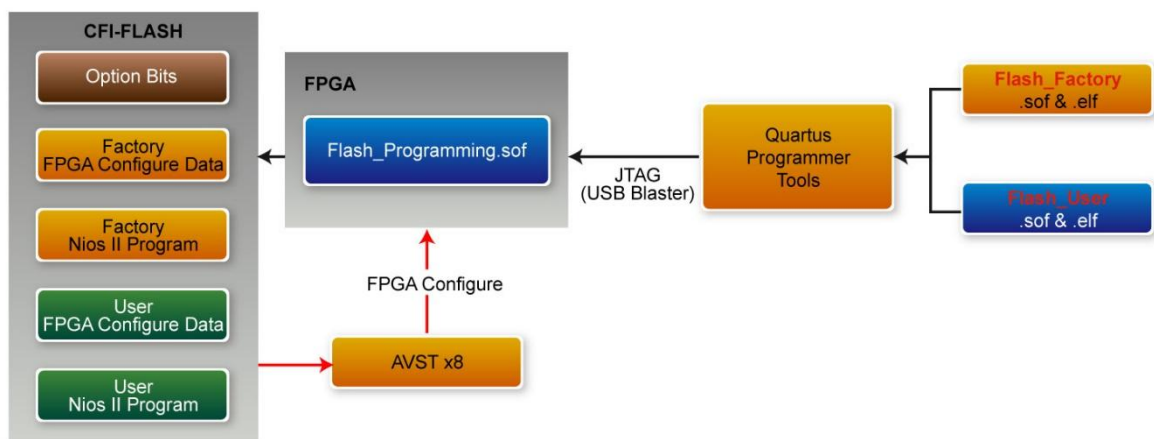 CFI-FLASH
Option Bits
Factory
FPGA Configure Data
Factory
Nios II Program
User
FPGA Configure Data
User
Nios II Program
FPGA
Flash_Programming.sof
FPGA Configure
AVST x8
JTAG
(USB Blaster)
Quartus
Programmer
Tools
Flash_Factory
.sof & .elf
Flash_User
.sof & .elf